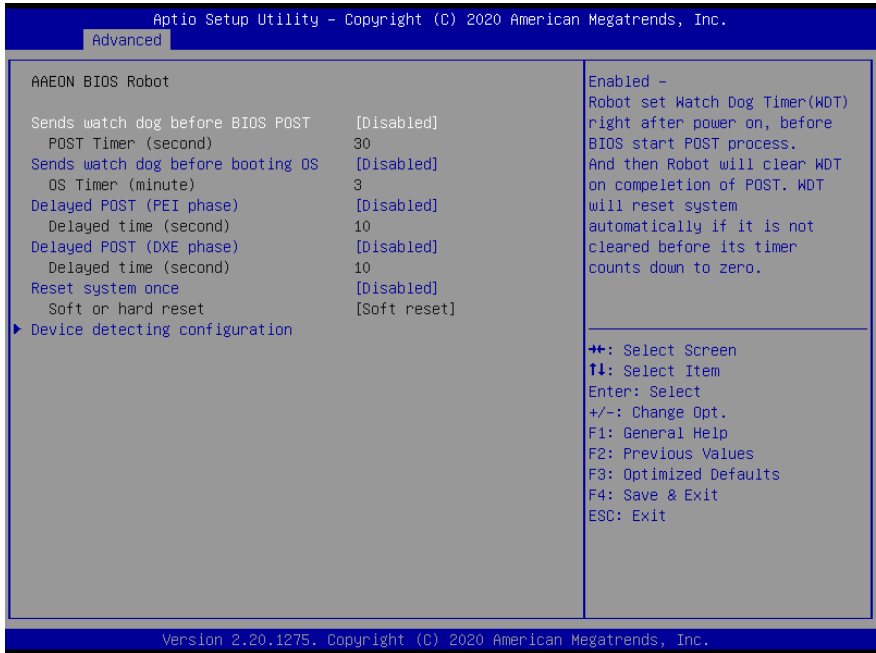 Aptio Setup Utility – Copyright (C) 2020 American Megatrends, Inc.
Advanced
AAEON BIOS Robot
Sends watch dog before BIOS POST [Disabled]
POST Timer (second) 30
Sends watch dog before booting OS [Disabled]
OS Timer (minute) 3
Delayed POST (PEI phase) [Disabled]
Delayed time (second) 10
Delayed POST (DXE phase) [Disabled]
Delayed time (second) 10
Reset system once [Disabled]
Soft or hard reset [Soft reset]
Device detecting configuration
Enabled –
Robot set Watch Dog Timer(WDT)
right after power on, before
BIOS start POST process.
And then Robot will clear WDT
on compeletion of POST. WDT
will reset system
automatically if it is not
cleared before its timer
counts down to zero.
→←: Select Screen
↑↓: Select Item
Enter: Select
+/-: Change Opt.
F1: General Help
F2: Previous Values
F3: Optimized Defaults
F4: Save & Exit
ESC: Exit
Version 2.20.1275. Copyright (C) 2020 American Megatrends, Inc.